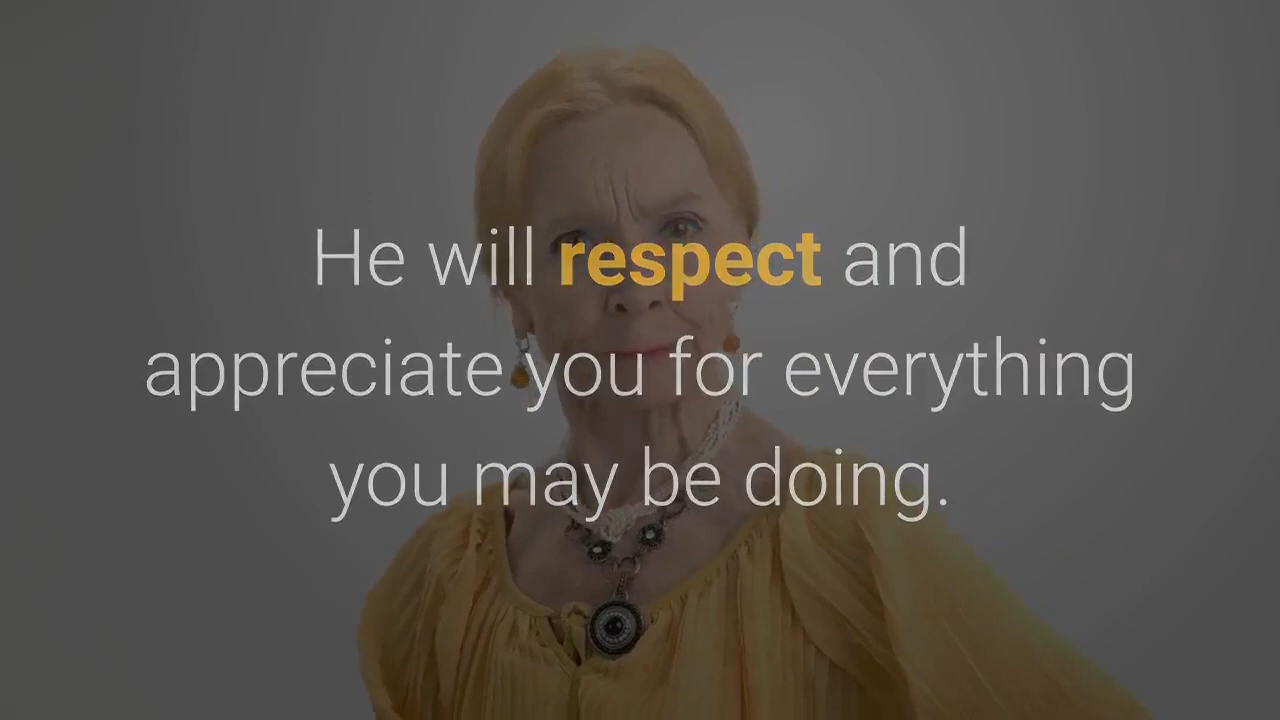 He will respect and
appreciate you for everything
you may be doing.